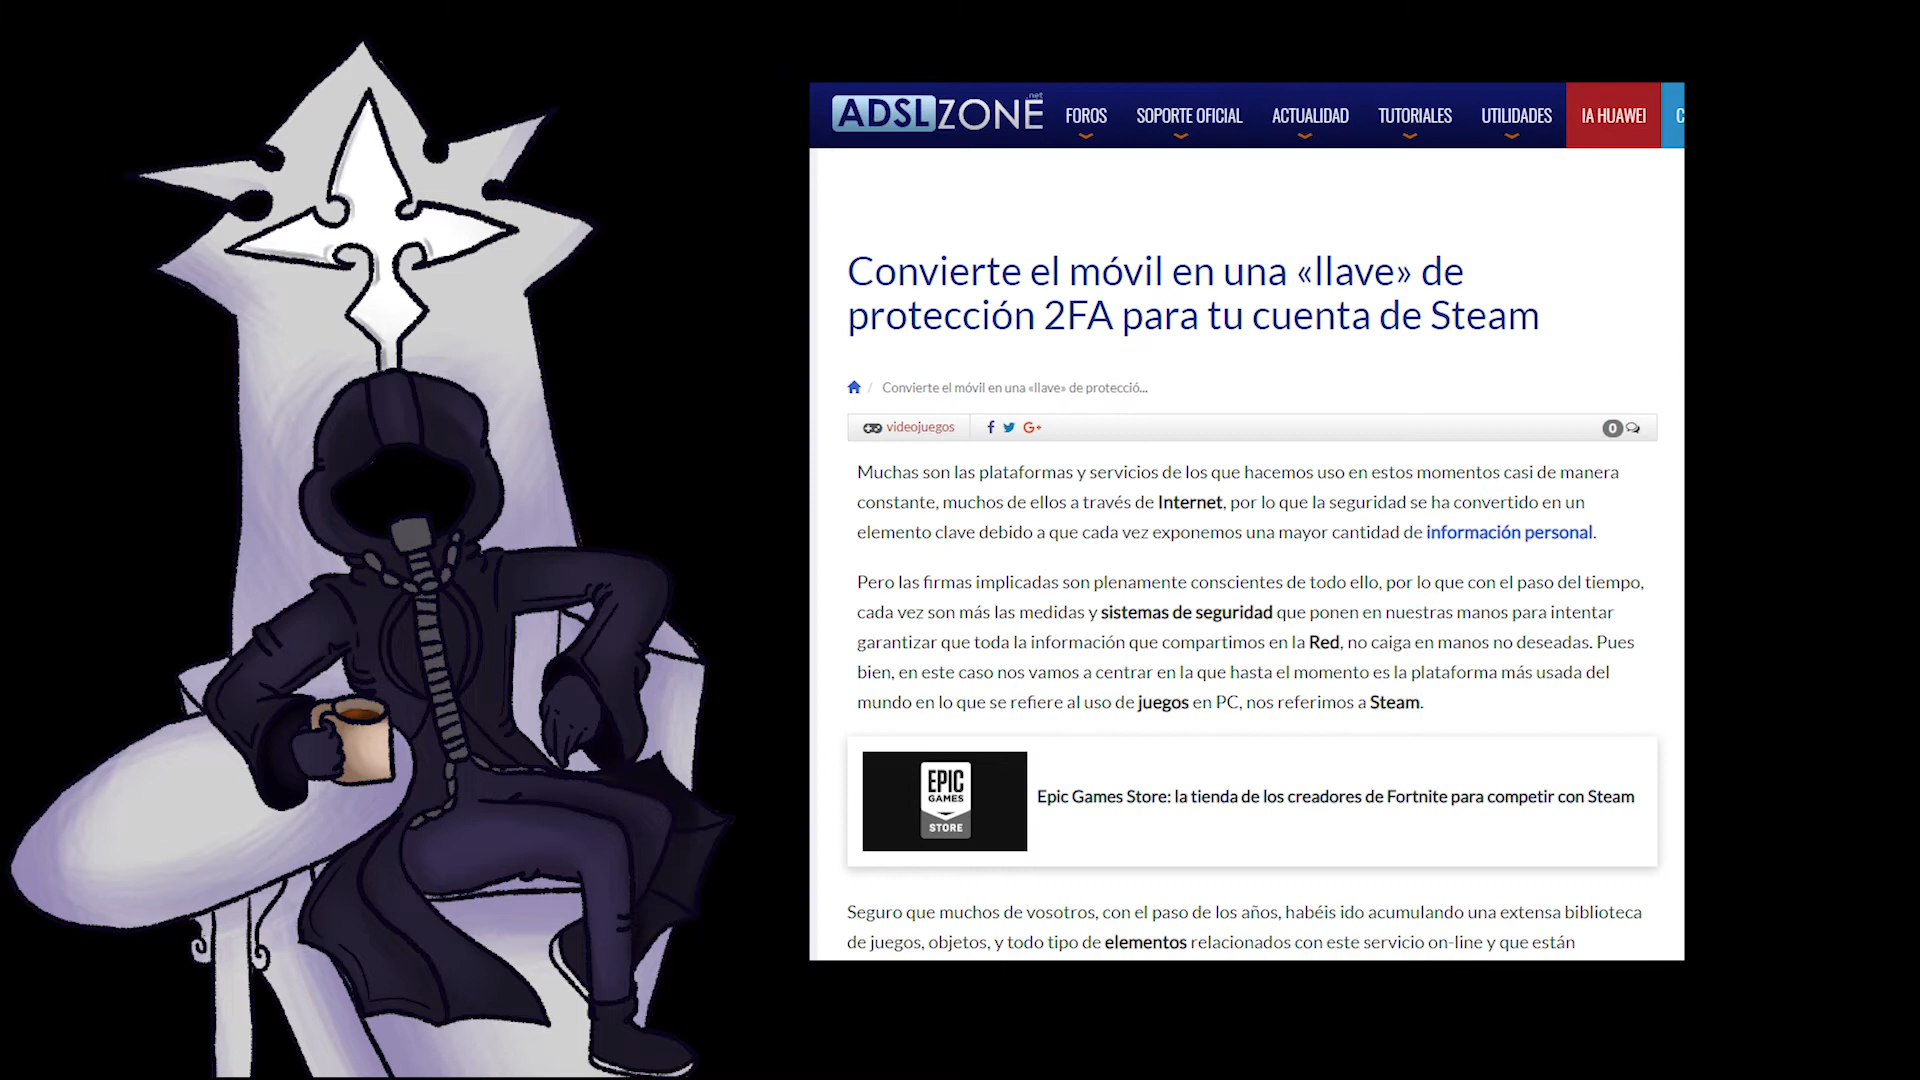 ADSLZONE .net FOROS SOPORTE OFICIAL ACTUALIDAD TUTORIALES UTILIDADES IA HUAWEI C
Convierte el móvil en una «llave» de
protección 2FA para tu cuenta de Steam
/ Convierte el móvil en una «llave» de protecció...
videojuegos f G+ 0
Muchas son las plataformas y servicios de los que hacemos uso en estos momentos casi de manera
constante, muchos de ellos a través de Internet, por lo que la seguridad se ha convertido en un
elemento clave debido a que cada vez exponemos una mayor cantidad de información personal.
Pero las firmas implicadas son plenamente conscientes de todo ello, por lo que con el paso del tiempo,
cada vez son más las medidas y sistemas de seguridad que ponen en nuestras manos para intentar
garantizar que toda la información que compartimos en la Red, no caiga en manos no deseadas. Pues
bien, en este caso nos vamos a centrar en la que hasta el momento es la plataforma más usada del
mundo en lo que se refiere al uso de juegos en PC, nos referimos a Steam.
EPIC
GAMES
STORE
Epic Games Store: la tienda de los creadores de Fortnite para competir con Steam
Seguro que muchos de vosotros, con el paso de los años, habéis ido acumulando una extensa biblioteca
de juegos, objetos, y todo tipo de elementos relacionados con este servicio on-line y que están